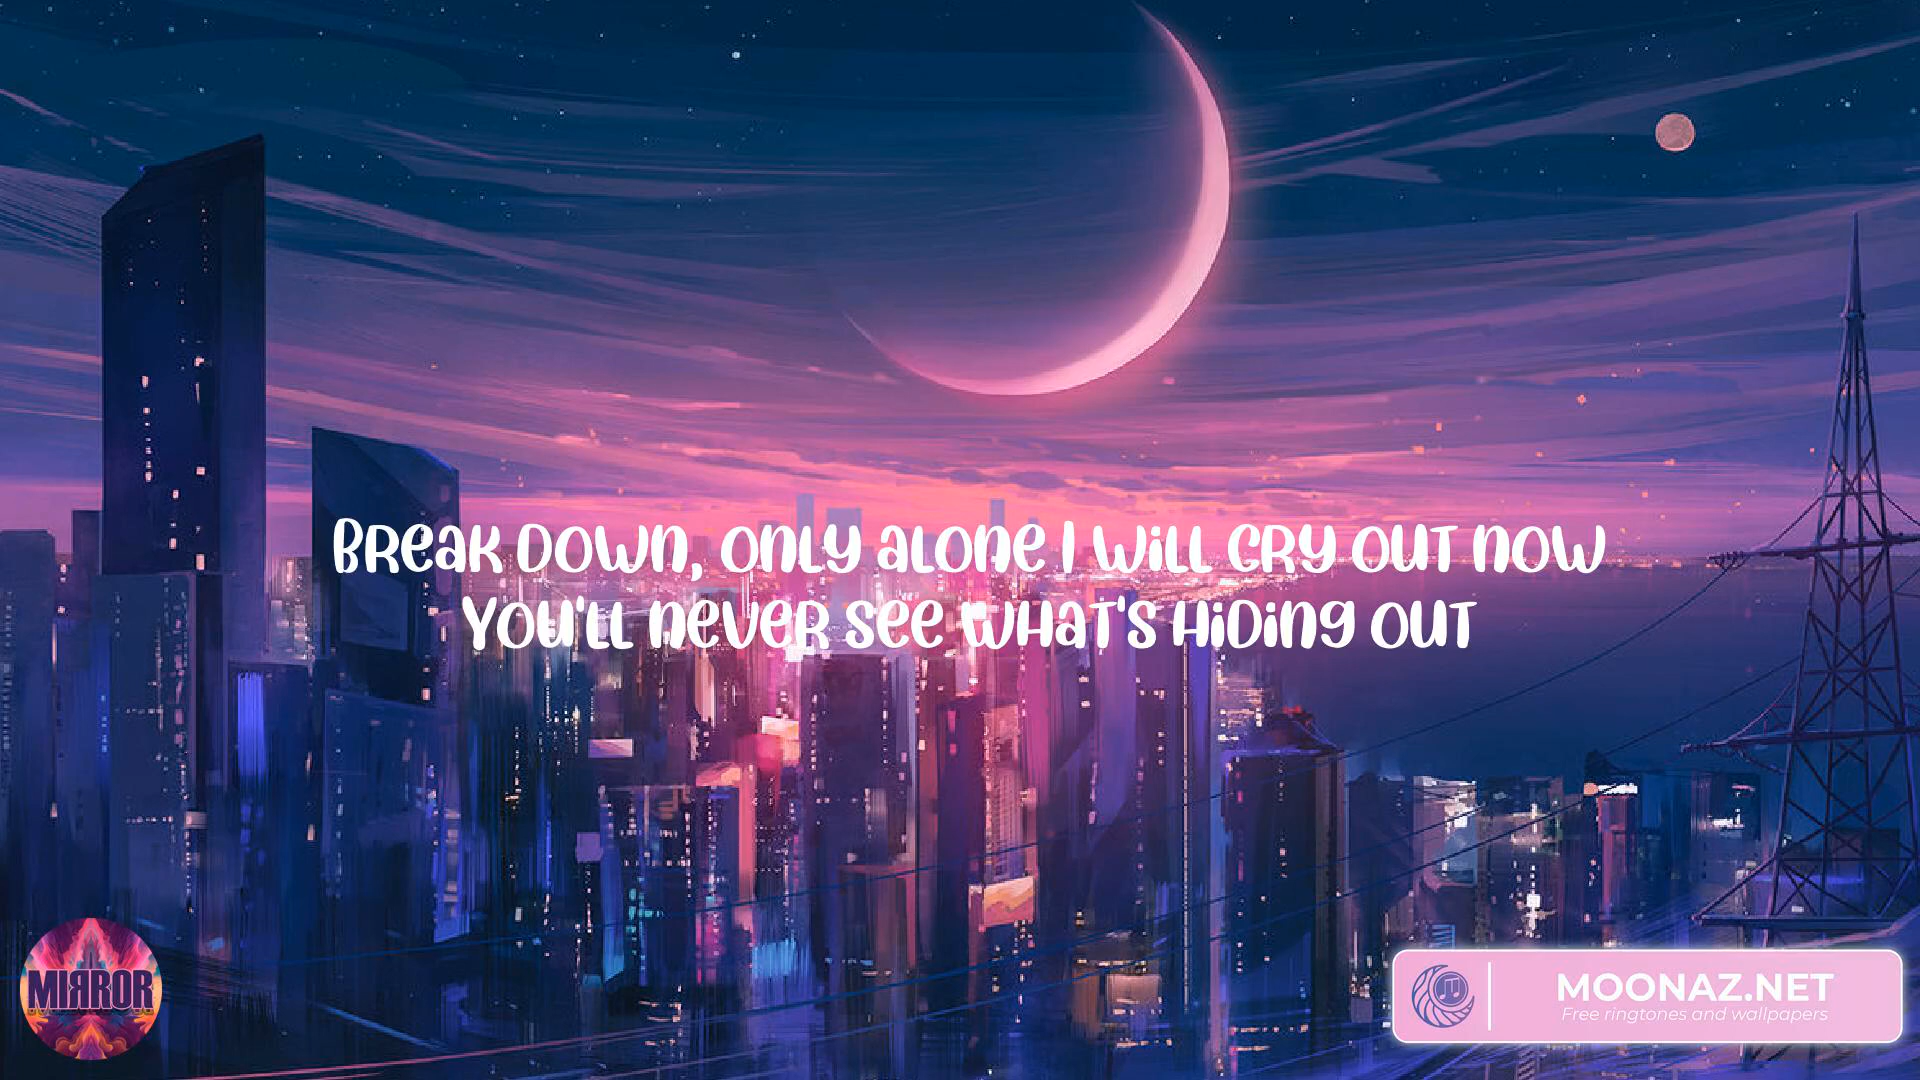 Break down, only alone I will cry out now
You'll never see what's hiding out
MIRROR
MOONAZ.NET
Free ringtones and wallpapers